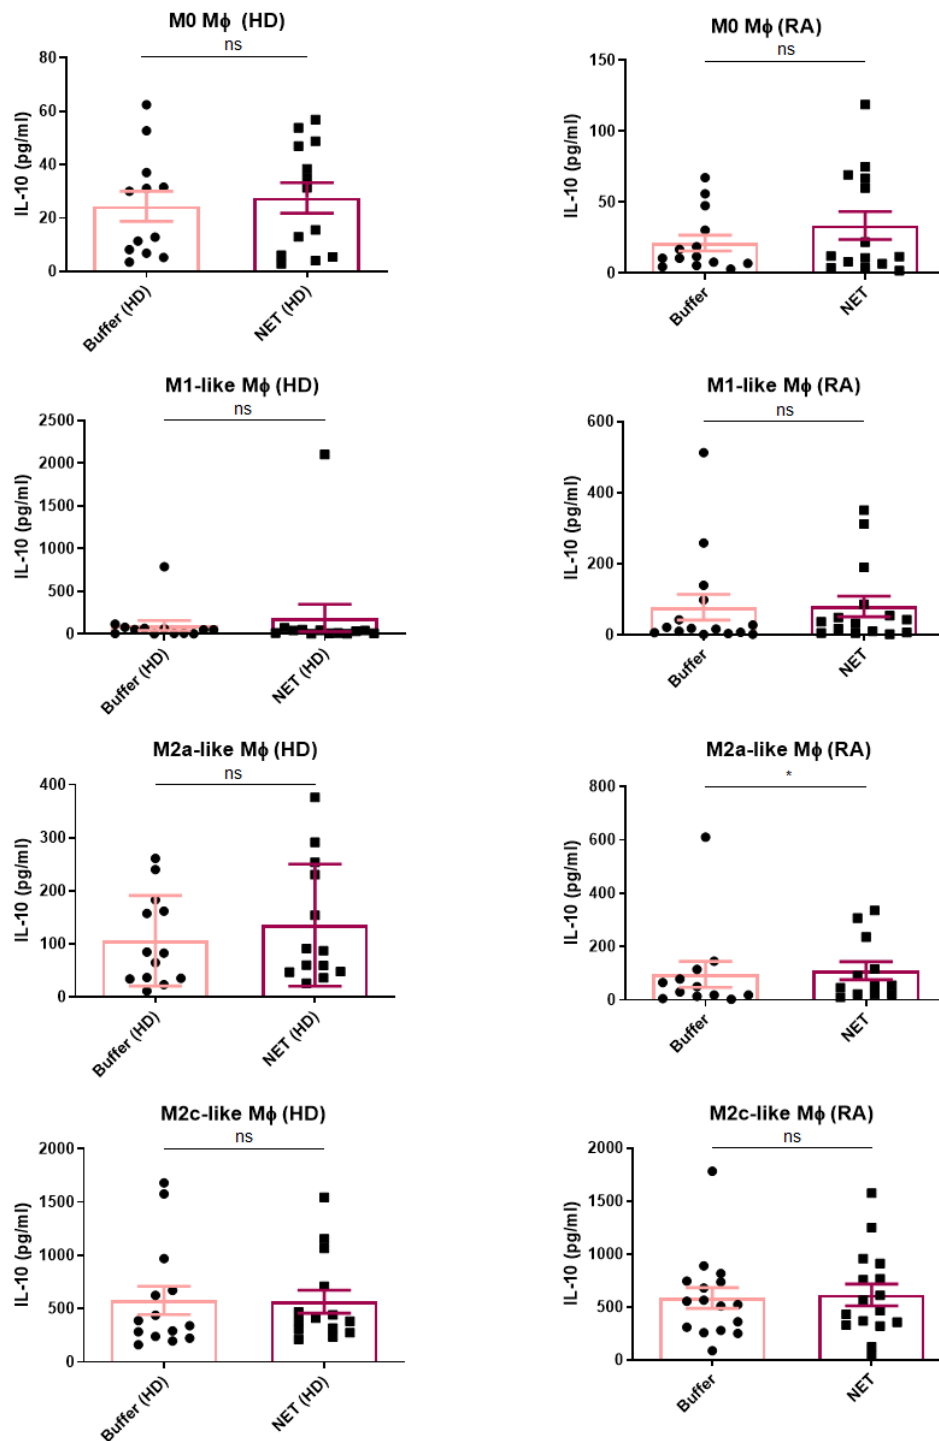 M0 Mϕ (HD)
ns
80
60
40
20
0
IL-10 (pg/ml)
Buffer (HD)
NET (HD)
M0 Mϕ (RA)
ns
150
100
50
0
IL-10 (pg/ml)
Buffer
NET
M1-like Mϕ (HD)
ns
2500
2000
1500
1000
500
0
IL-10 (pg/ml)
Buffer (HD)
NET (HD)
M1-like Mϕ (RA)
ns
600
400
200
0
IL-10 (pg/ml)
Buffer
NET
M2a-like Mϕ (HD)
ns
400
300
200
100
0
IL-10 (pg/ml)
Buffer (HD)
NET (HD)
M2a-like Mϕ (RA)
*
800
600
400
200
0
IL-10 (pg/ml)
Buffer
NET
M2c-like Mϕ (HD)
ns
2000
1500
1000
500
0
IL-10 (pg/ml)
Buffer (HD)
NET (HD)
M2c-like Mϕ (RA)
ns
2000
1500
1000
500
0
IL-10 (pg/ml)
Buffer
NET